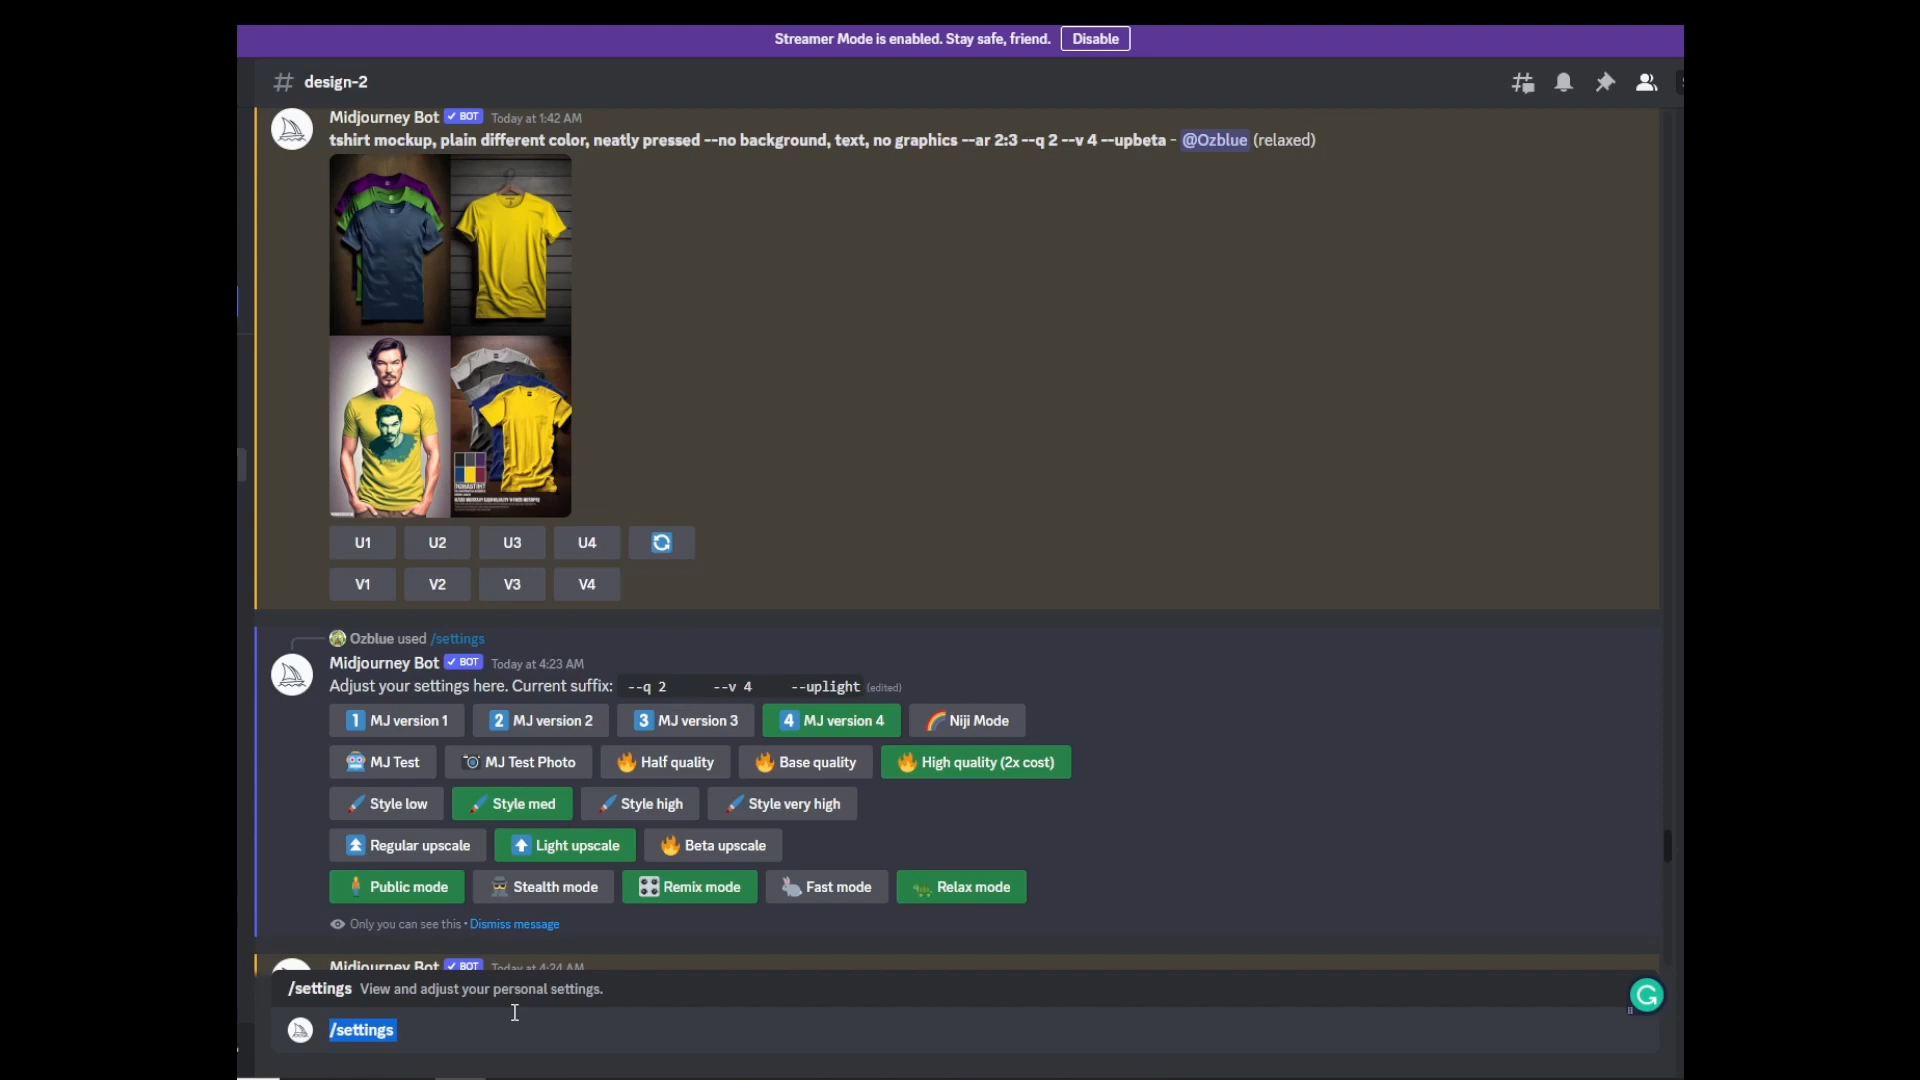 Streamer Mode is enabled. Stay safe, friend. Disable
# design-2
Midjourney Bot ✓ BOT Today at 1:42 AM
tshirt mockup, plain different color, neatly pressed --no background, text, no graphics --ar 2:3 --q 2 --v 4 --upbeta - @Ozblue (relaxed)
U1 U2 U3 U4
V1 V2 V3 V4
Ozblue used /settings
Midjourney Bot ✓ BOT Today at 4:23 AM
Adjust your settings here. Current suffix: --q 2 --v 4 --uplight (edited)
1 MJ version 1 2 MJ version 2 3 MJ version 3 4 MJ version 4 Niji Mode
MJ Test MJ Test Photo Half quality Base quality High quality (2x cost)
Style low Style med Style high Style very high
Regular upscale Light upscale Beta upscale
Public mode Stealth mode Remix mode Fast mode Relax mode
Only you can see this • Dismiss message
Midjourney Bot ✓ BOT Today at 4:24 AM
/settings View and adjust your personal settings.
/settings